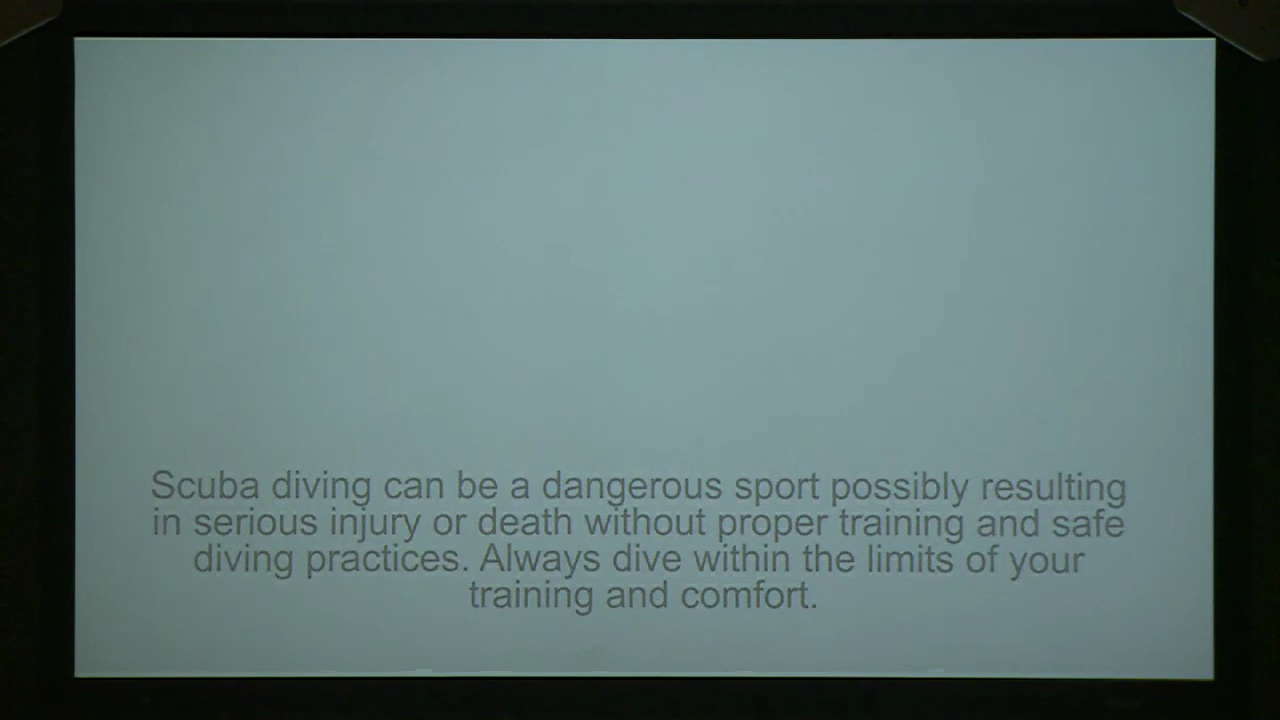 Scuba diving can be a dangerous sport possibly resulting
in serious injury or death without proper training and safe
diving practices. Always dive within the limits of your
training and comfort.